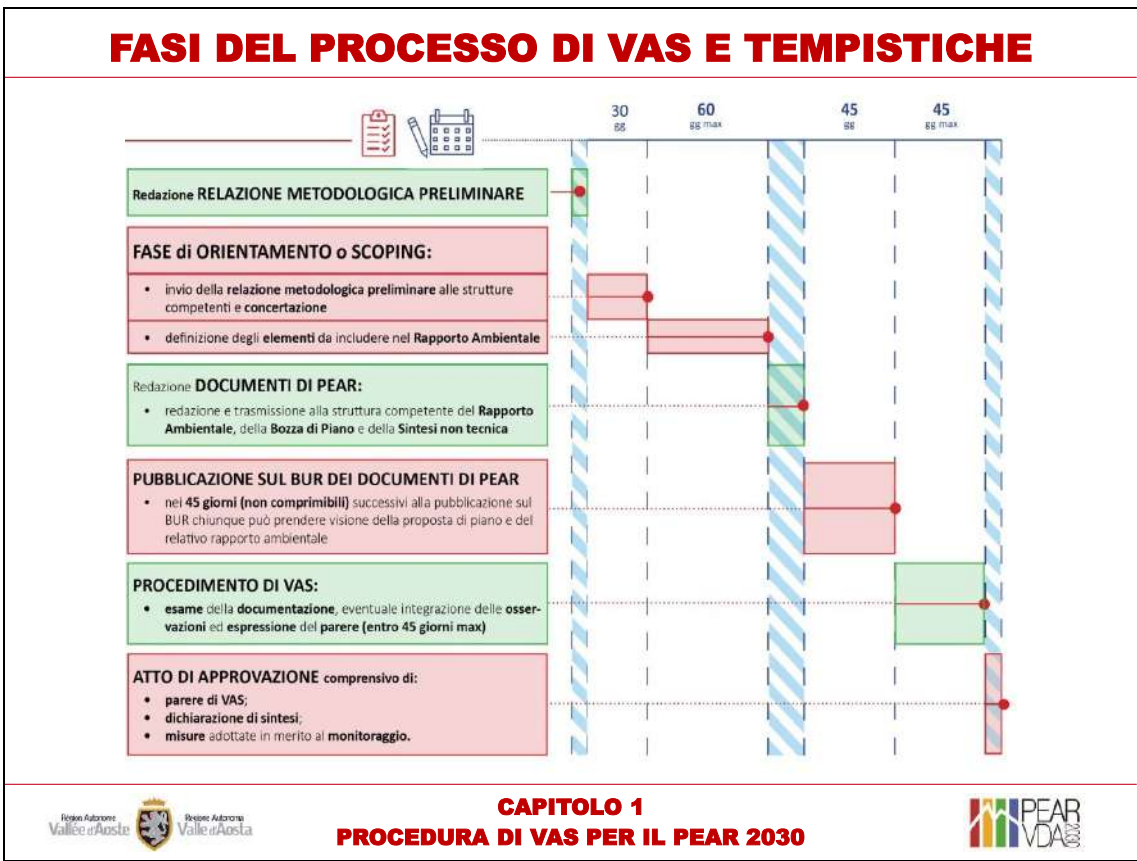 FASI DEL PROCESSO DI VAS E TEMPISTICHE
30 60 45 45
gg gg max gg gg max
Redazione RELAZIONE METODOLOGICA PRELIMINARE
FASE di ORIENTAMENTO o SCOPING:
• invio della relazione metodologica preliminare alle strutture
competenti e concertazione
• definizione degli elementi da includere nel Rapporto Ambientale
Redazione DOCUMENTI DI PEAR:
• redazione e trasmissione alla struttura competente del Rapporto
Ambientale, della Bozza di Piano e della Sintesi non tecnica
PUBBLICAZIONE SUL BUR DEI DOCUMENTI DI PEAR
• nei 45 giorni (non comprimibili) successivi alla pubblicazione sul
BUR chiunque può prendere visione della proposta di piano e del
relativo rapporto ambientale
PROCEDIMENTO DI VAS:
• esame della documentazione, eventuale integrazione delle osser-
vazioni ed espressione del parere (entro 45 giorni max)
ATTO DI APPROVAZIONE comprensivo di:
• parere di VAS;
• dichiarazione di sintesi;
• misure adottate in merito al monitoraggio.
Région Autonome
Vallée d'Aoste
Regione Autonoma
Valle d'Aosta
CAPITOLO 1
PROCEDURA DI VAS PER IL PEAR 2030
PEAR
VDA 2030